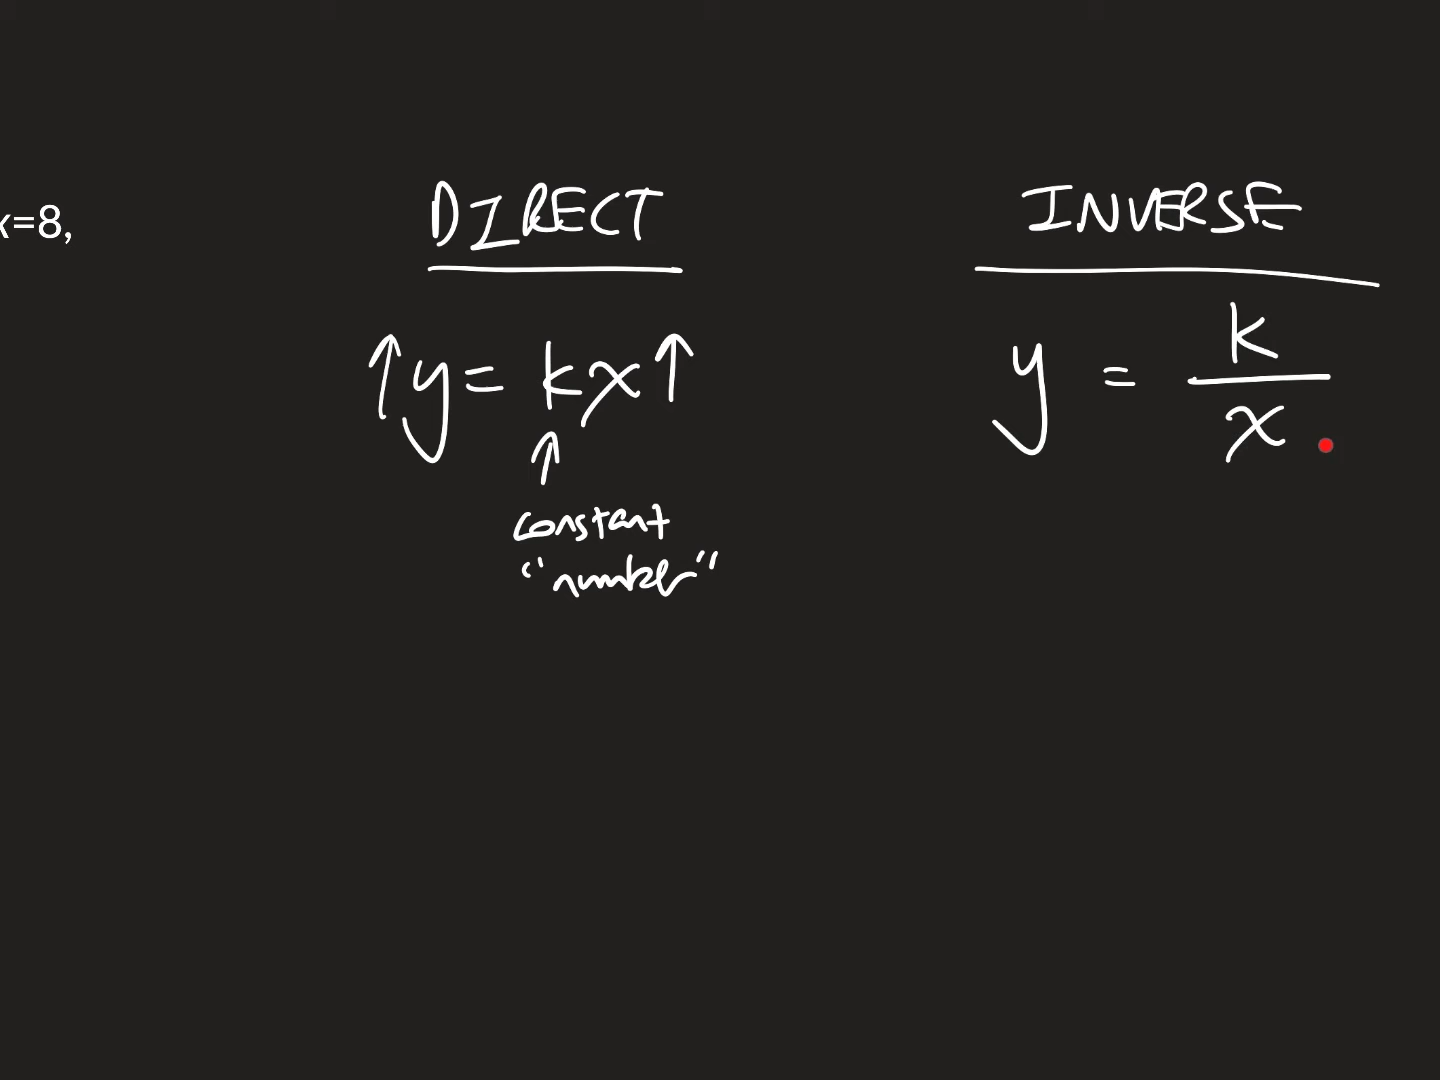 x=8,
DIRECT
↑y = kx↑
↑
constant
"number"
INVERSE
y = k/x